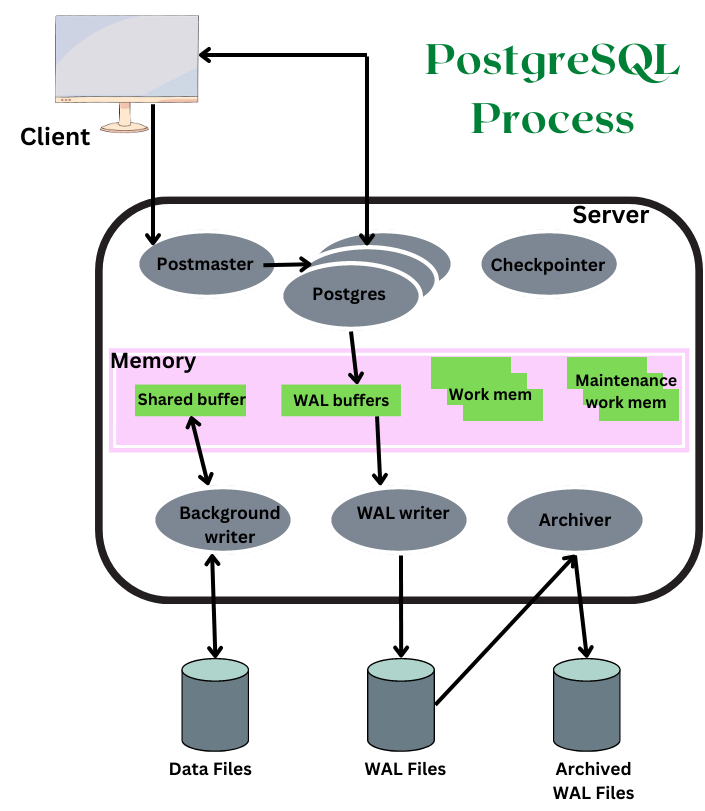 PostgreSQL
Process
Client
Server
Postmaster
Postgres
Checkpointer
Memory
Shared buffer
WAL buffers
Work mem
Maintenance
work mem
Background
writer
WAL writer
Archiver
Data Files
WAL Files
Archived
WAL Files